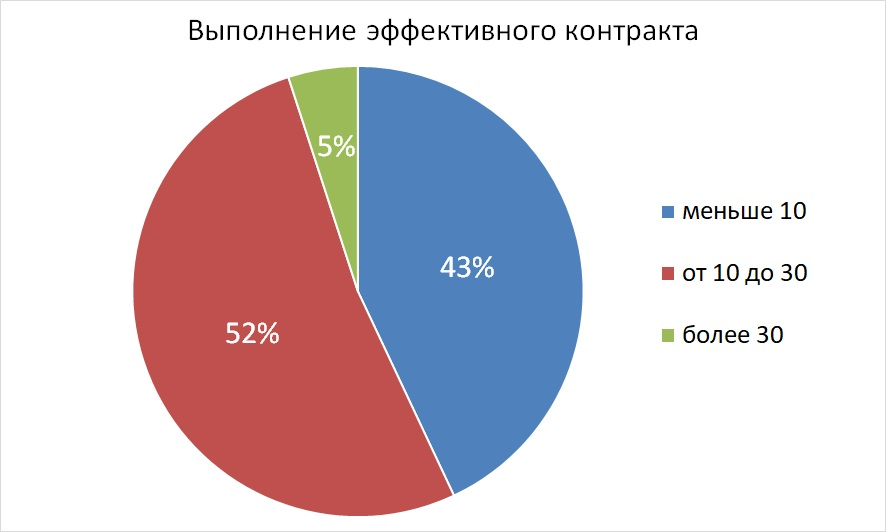 Выполнение эффективного контракта
5%
43%
52%
меньше 10
от 10 до 30
более 30